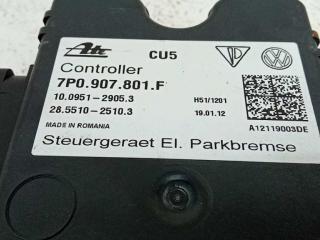 Ate
CU5
Controller
7P0.907.801.F
10.0951-2905.3
H51/1201
28.5510-2510.3
19.01.12
MADE IN ROMANIA
A12119003DE
Steuergeraet El. Parkbremse